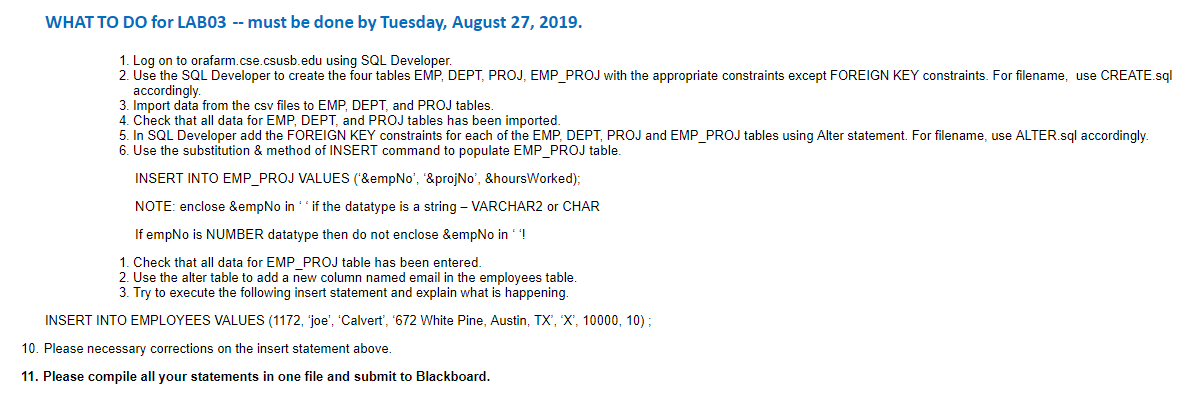 WHAT TO DO for LAB03 -- must be done by Tuesday, August 27, 2019.
1. Log on to orafarm.cse.csusb.edu using SQL Developer.
2. Use the SQL Developer to create the four tables EMP, DEPT, PROJ, EMP_PROJ with the appropriate constraints except FOREIGN KEY constraints. For filename, use CREATE.sql
accordingly.
3. Import data from the csv files to EMP, DEPT, and PROJ tables.
4. Check that all data for EMP, DEPT, and PROJ tables has been imported.
5. In SQL Developer add the FOREIGN KEY constraints for each of the EMP, DEPT, PROJ and EMP_PROJ tables using Alter statement. For filename, use ALTER.sql accordingly.
6. Use the substitution & method of INSERT command to populate EMP_PROJ table.
INSERT INTO EMP_PROJ VALUES (‘&empNo’, ‘&projNo’, &hoursWorked);
NOTE: enclose &empNo in ‘ ‘ if the datatype is a string – VARCHAR2 or CHAR
If empNo is NUMBER datatype then do not enclose &empNo in ‘ ‘!
1. Check that all data for EMP_PROJ table has been entered.
2. Use the alter table to add a new column named email in the employees table.
3. Try to execute the following insert statement and explain what is happening.
INSERT INTO EMPLOYEES VALUES (1172, ‘joe’, ‘Calvert’, ‘672 White Pine, Austin, TX’, ‘X’, 10000, 10) ;
10. Please necessary corrections on the insert statement above.
11. Please compile all your statements in one file and submit to Blackboard.